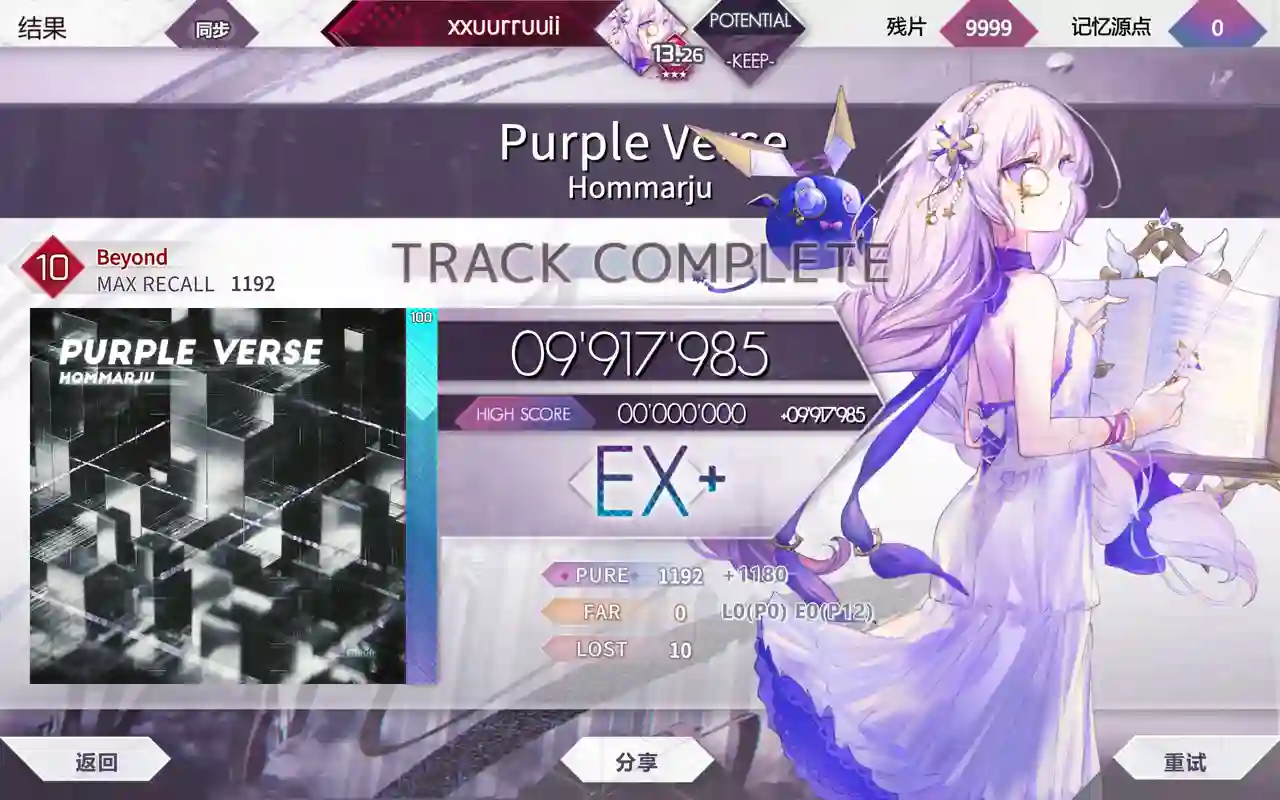 结果
同步
xxuurruuii
13.26
POTENTIAL
-KEEP-
残片
9999
记忆源点
0
Purple Verse
Hommarju
10
Beyond
MAX RECALL 1192
TRACK COMPLETE
100
PURPLE VERSE
HOMMARJU
09'917'985
HIGH SCORE 00'000'000 +09'917'985
EX+
PURE 1192 +1180
FAR 0 L0(P0) E0(P12)
LOST 10
返回
分享
重试